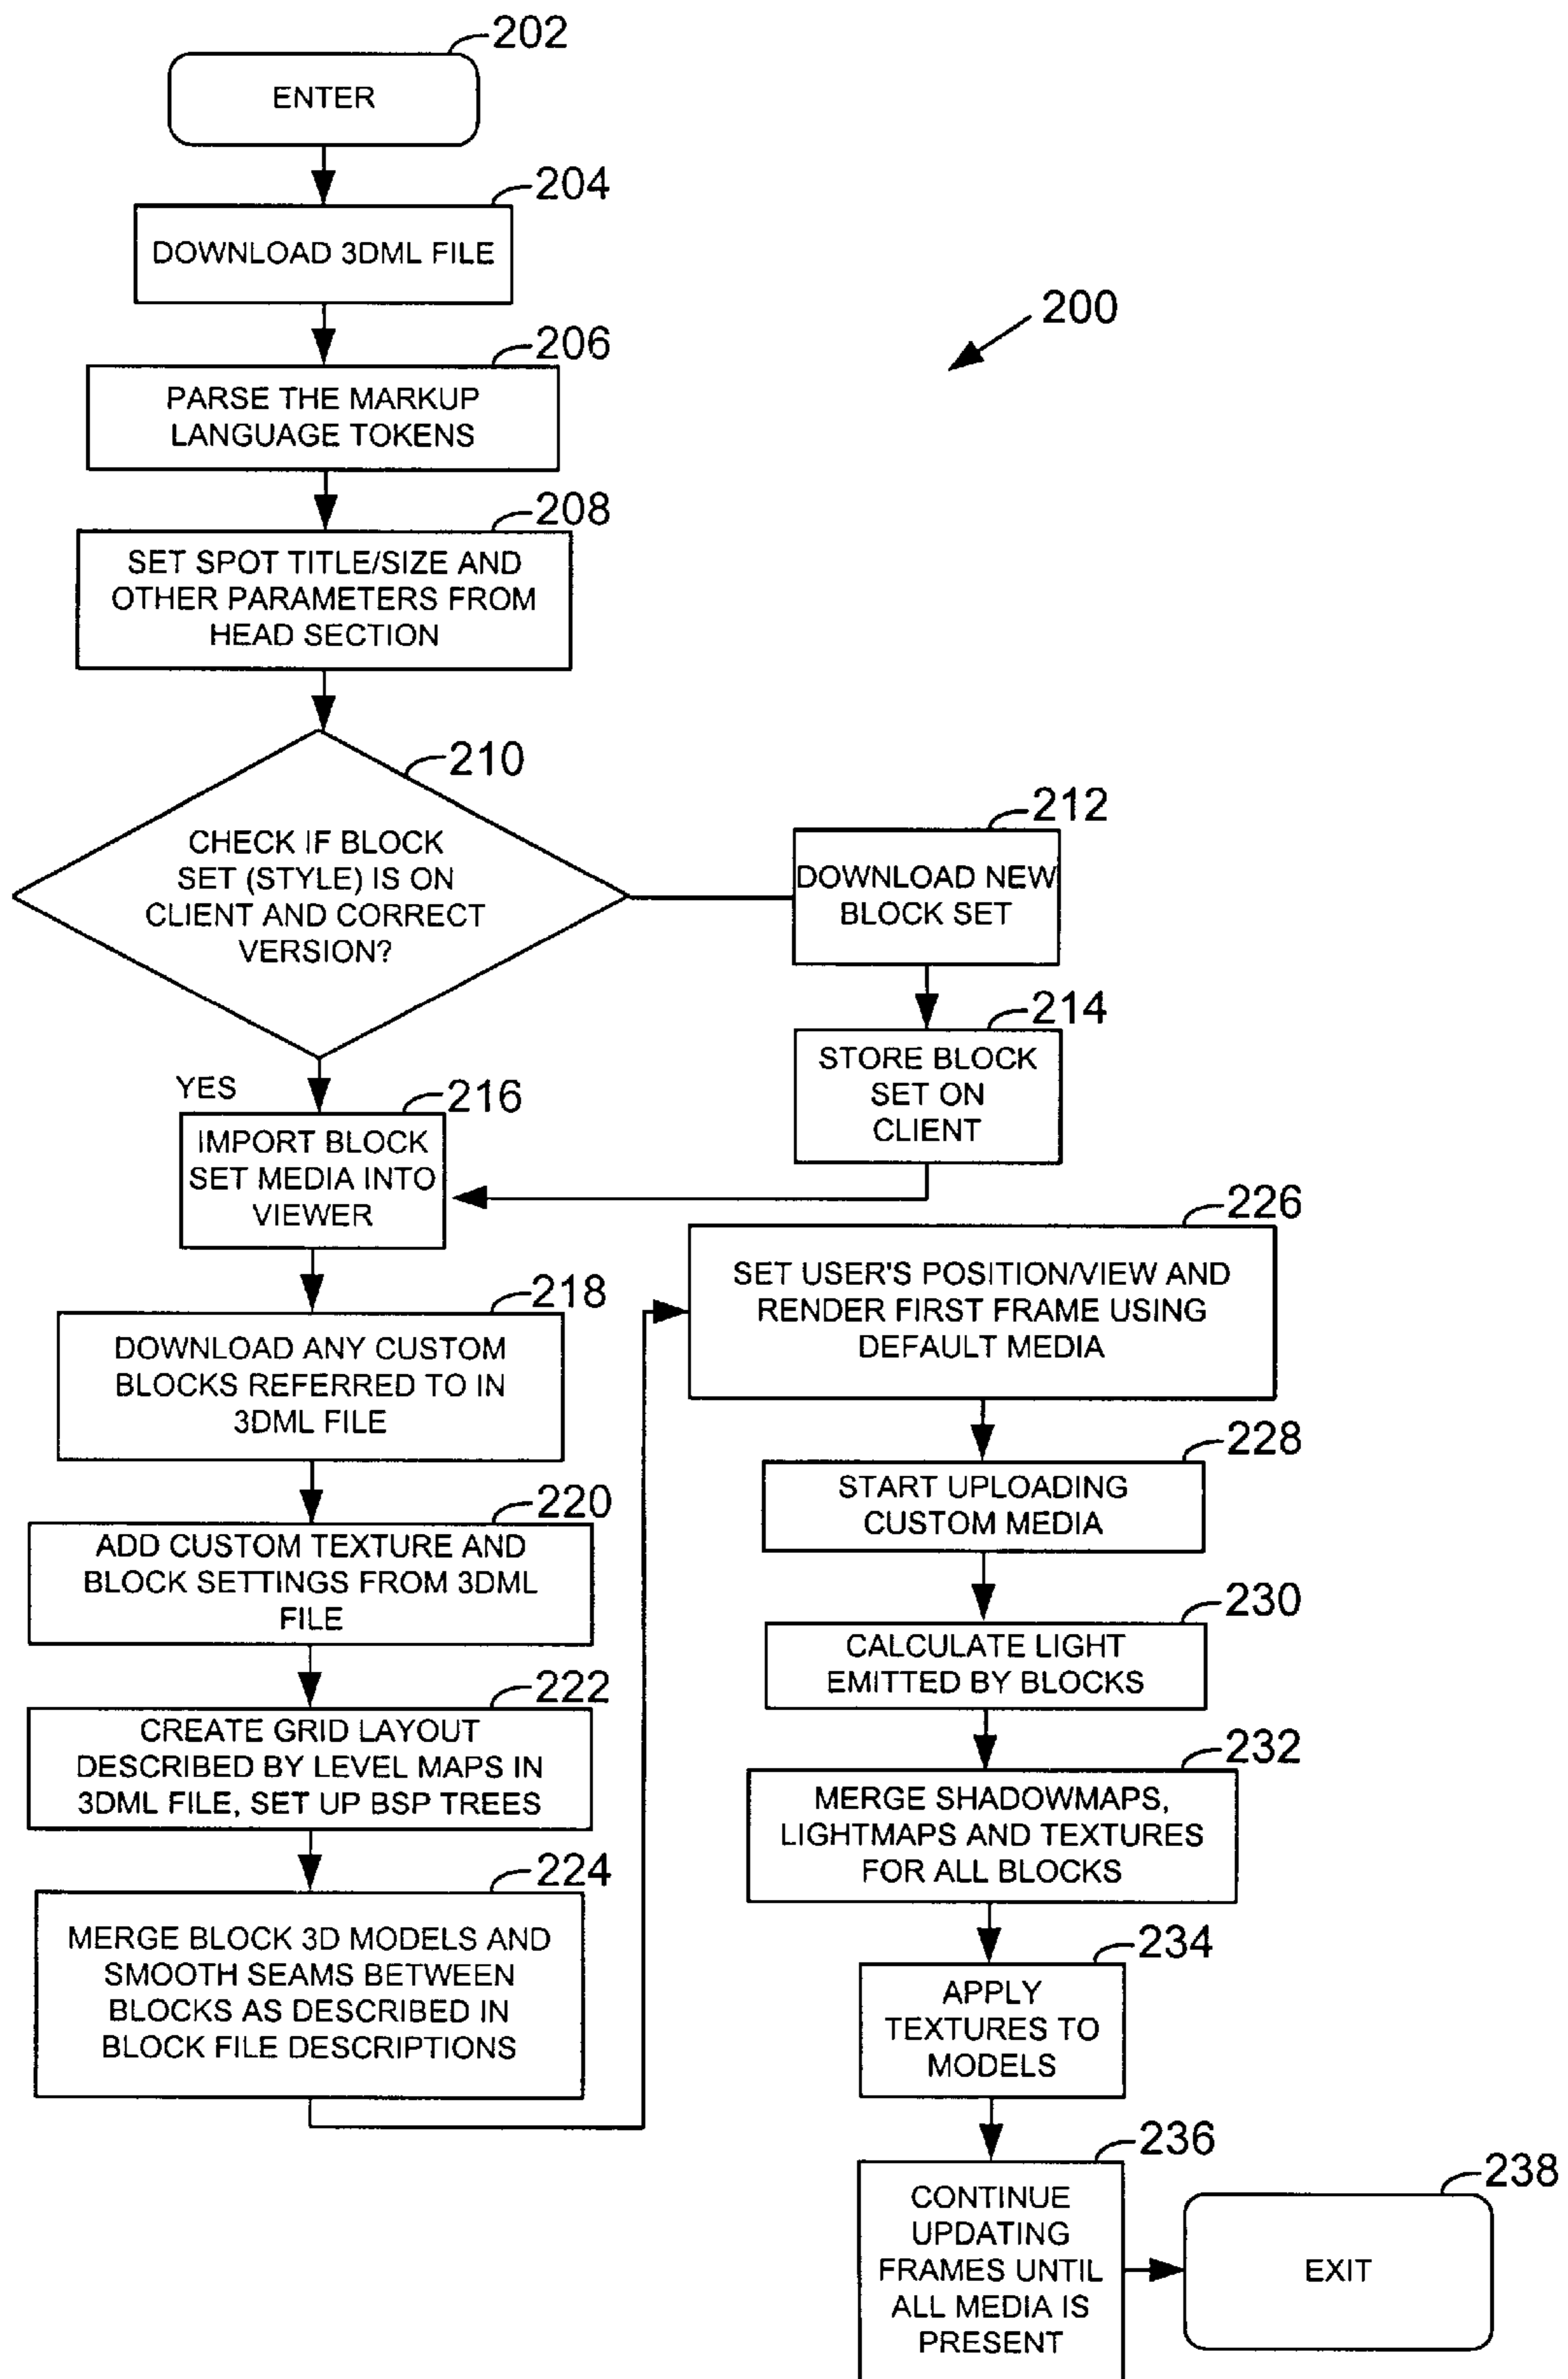 202
ENTER
204
DOWNLOAD 3DML FILE
200
206
PARSE THE MARKUP
LANGUAGE TOKENS
208
SET SPOT TITLE/SIZE AND
OTHER PARAMETERS FROM
HEAD SECTION
210
CHECK IF BLOCK
SET (STYLE) IS ON
CLIENT AND CORRECT
VERSION?
212
DOWNLOAD NEW
BLOCK SET
214
STORE BLOCK
SET ON
CLIENT
YES
216
IMPORT BLOCK
SET MEDIA INTO
VIEWER
218
DOWNLOAD ANY CUSTOM
BLOCKS REFERRED TO IN
3DML FILE
220
ADD CUSTOM TEXTURE AND
BLOCK SETTINGS FROM 3DML
FILE
222
CREATE GRID LAYOUT
DESCRIBED BY LEVEL MAPS IN
3DML FILE, SET UP BSP TREES
224
MERGE BLOCK 3D MODELS AND
SMOOTH SEAMS BETWEEN
BLOCKS AS DESCRIBED IN
BLOCK FILE DESCRIPTIONS
226
SET USER'S POSITION/VIEW AND
RENDER FIRST FRAME USING
DEFAULT MEDIA
228
START UPLOADING
CUSTOM MEDIA
230
CALCULATE LIGHT
EMITTED BY BLOCKS
232
MERGE SHADOWMAPS,
LIGHTMAPS AND TEXTURES
FOR ALL BLOCKS
234
APPLY
TEXTURES TO
MODELS
236
CONTINUE
UPDATING
FRAMES UNTIL
ALL MEDIA IS
PRESENT
238
EXIT